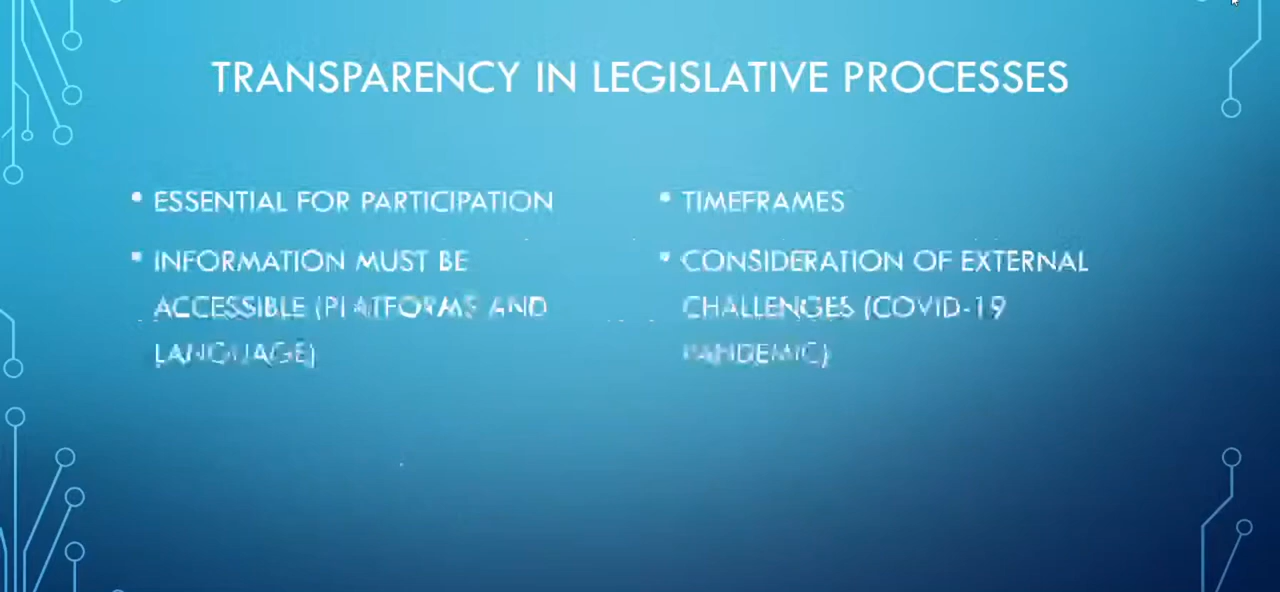 TRANSPARENCY IN LEGISLATIVE PROCESSES
• ESSENTIAL FOR PARTICIPATION
• INFORMATION MUST BE
ACCESSIBLE (PLATFORMS AND
LANGUAGE)
• TIMEFRAMES
• CONSIDERATION OF EXTERNAL
CHALLENGES (COVID-19
PANDEMIC)